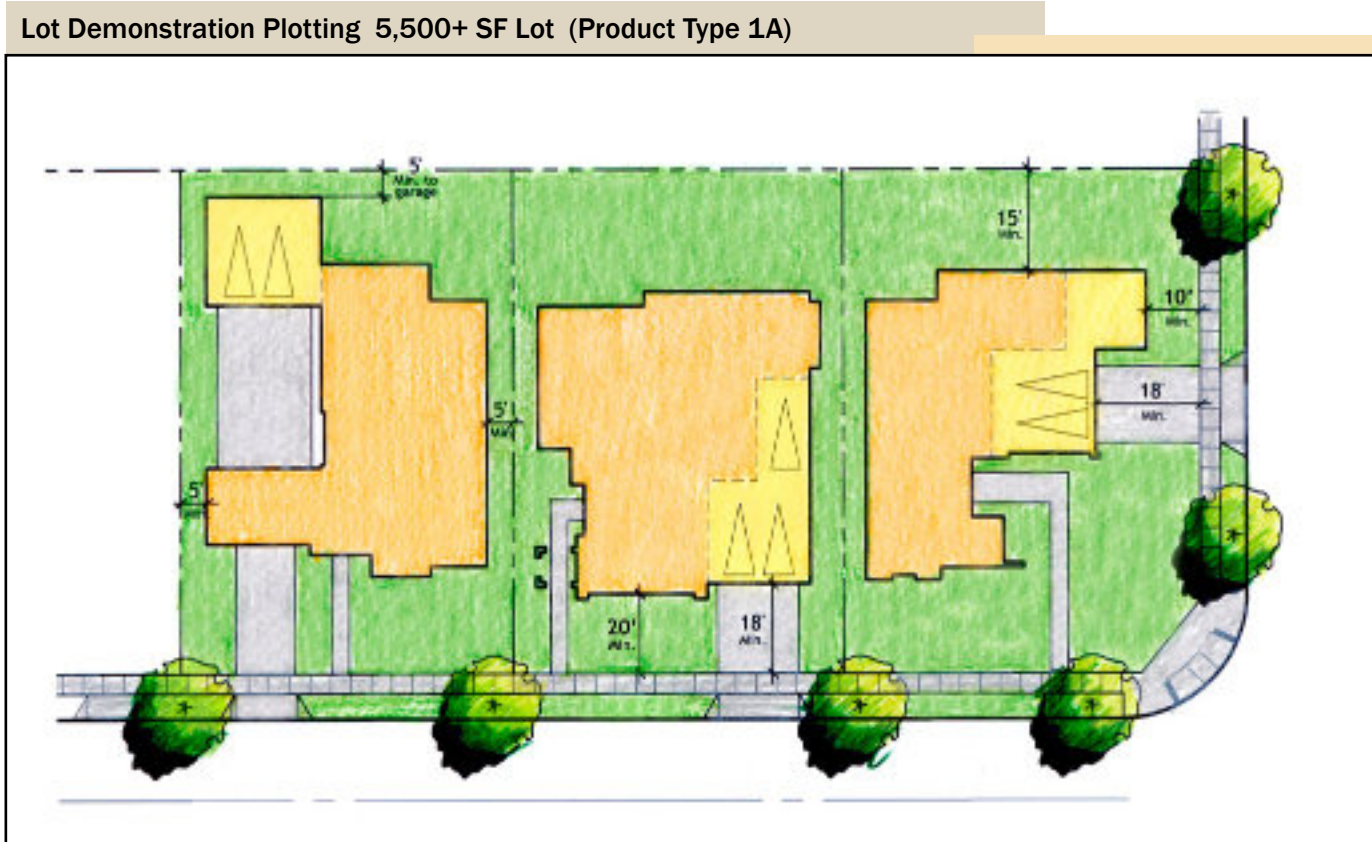 Lot Demonstration Plotting 5,500+ SF Lot (Product Type 1A)
5'
Min. to
garage
15'
Min.
10'
Min.
18'
Min.
5'
Min.
5'
Min.
20'
Min.
18'
Min.